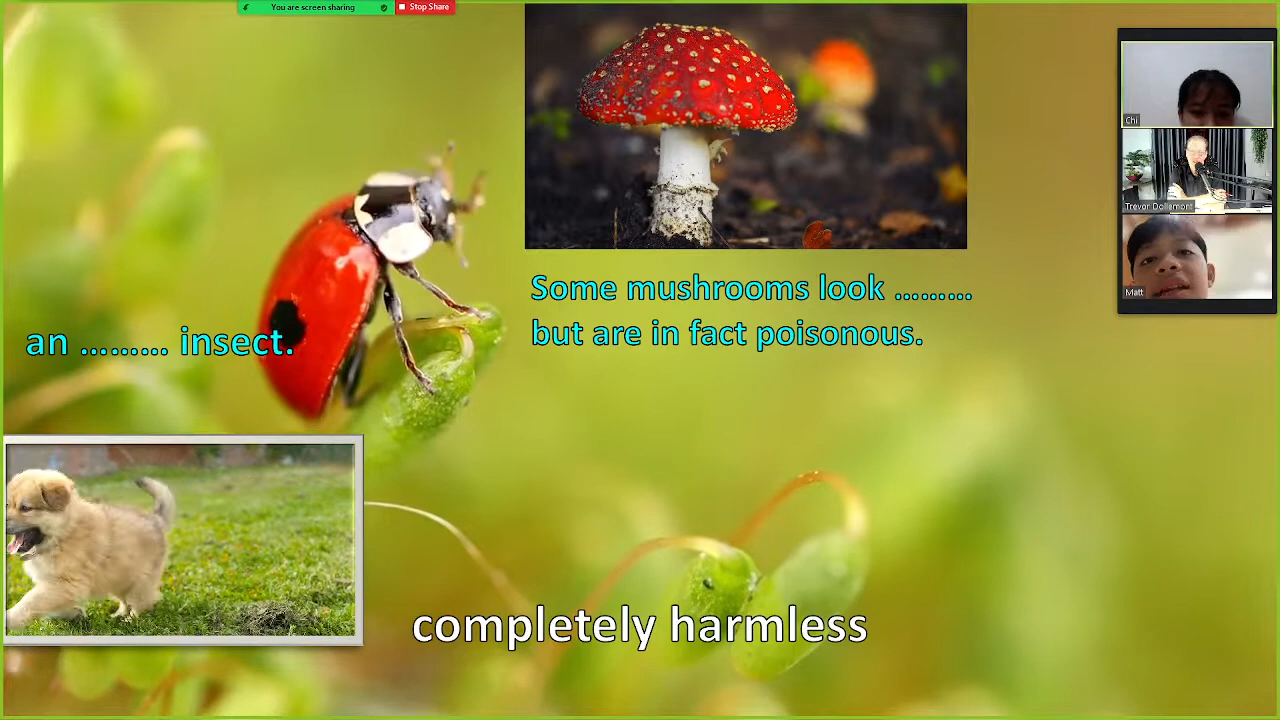 You are screen sharing
Stop Share
Chi
Trevor Dollemont
Matt
Some mushrooms look .........
but are in fact poisonous.
an ......... insect.
completely harmless